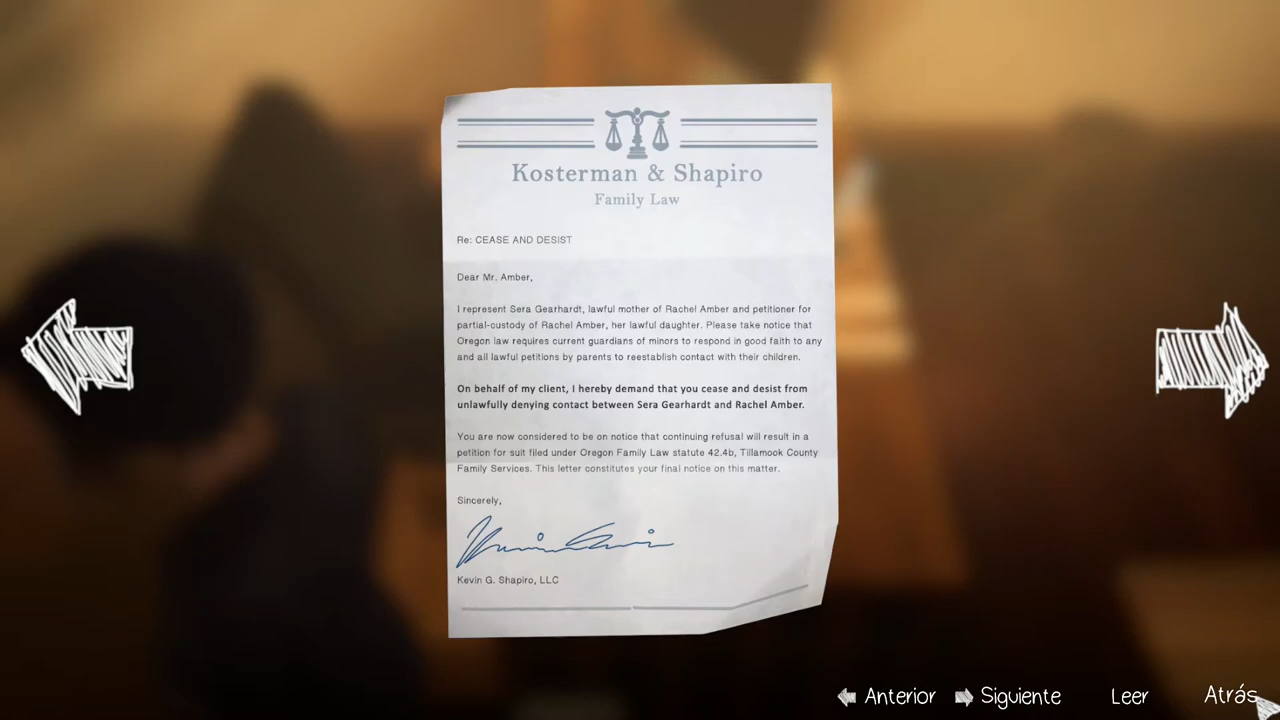 Kosterman & Shapiro
Family Law
Re: CEASE AND DESIST
Dear Mr. Amber,
I represent Sera Gearhardt, lawful mother of Rachel Amber and petitioner for
partial-custody of Rachel Amber, her lawful daughter. Please take notice that
Oregon law requires current guardians of minors to respond in good faith to any
and all lawful petitions by parents to reestablish contact with their children.
On behalf of my client, I hereby demand that you cease and desist from
unlawfully denying contact between Sera Gearhardt and Rachel Amber.
You are now considered to be on notice that continuing refusal will result in a
petition for suit filed under Oregon Family Law statute 42.4b, Tillamook County
Family Services. This letter constitutes your final notice on this matter.
Sincerely,
Kevin G. Shapiro, LLC
Anterior Siguiente Leer Atrás